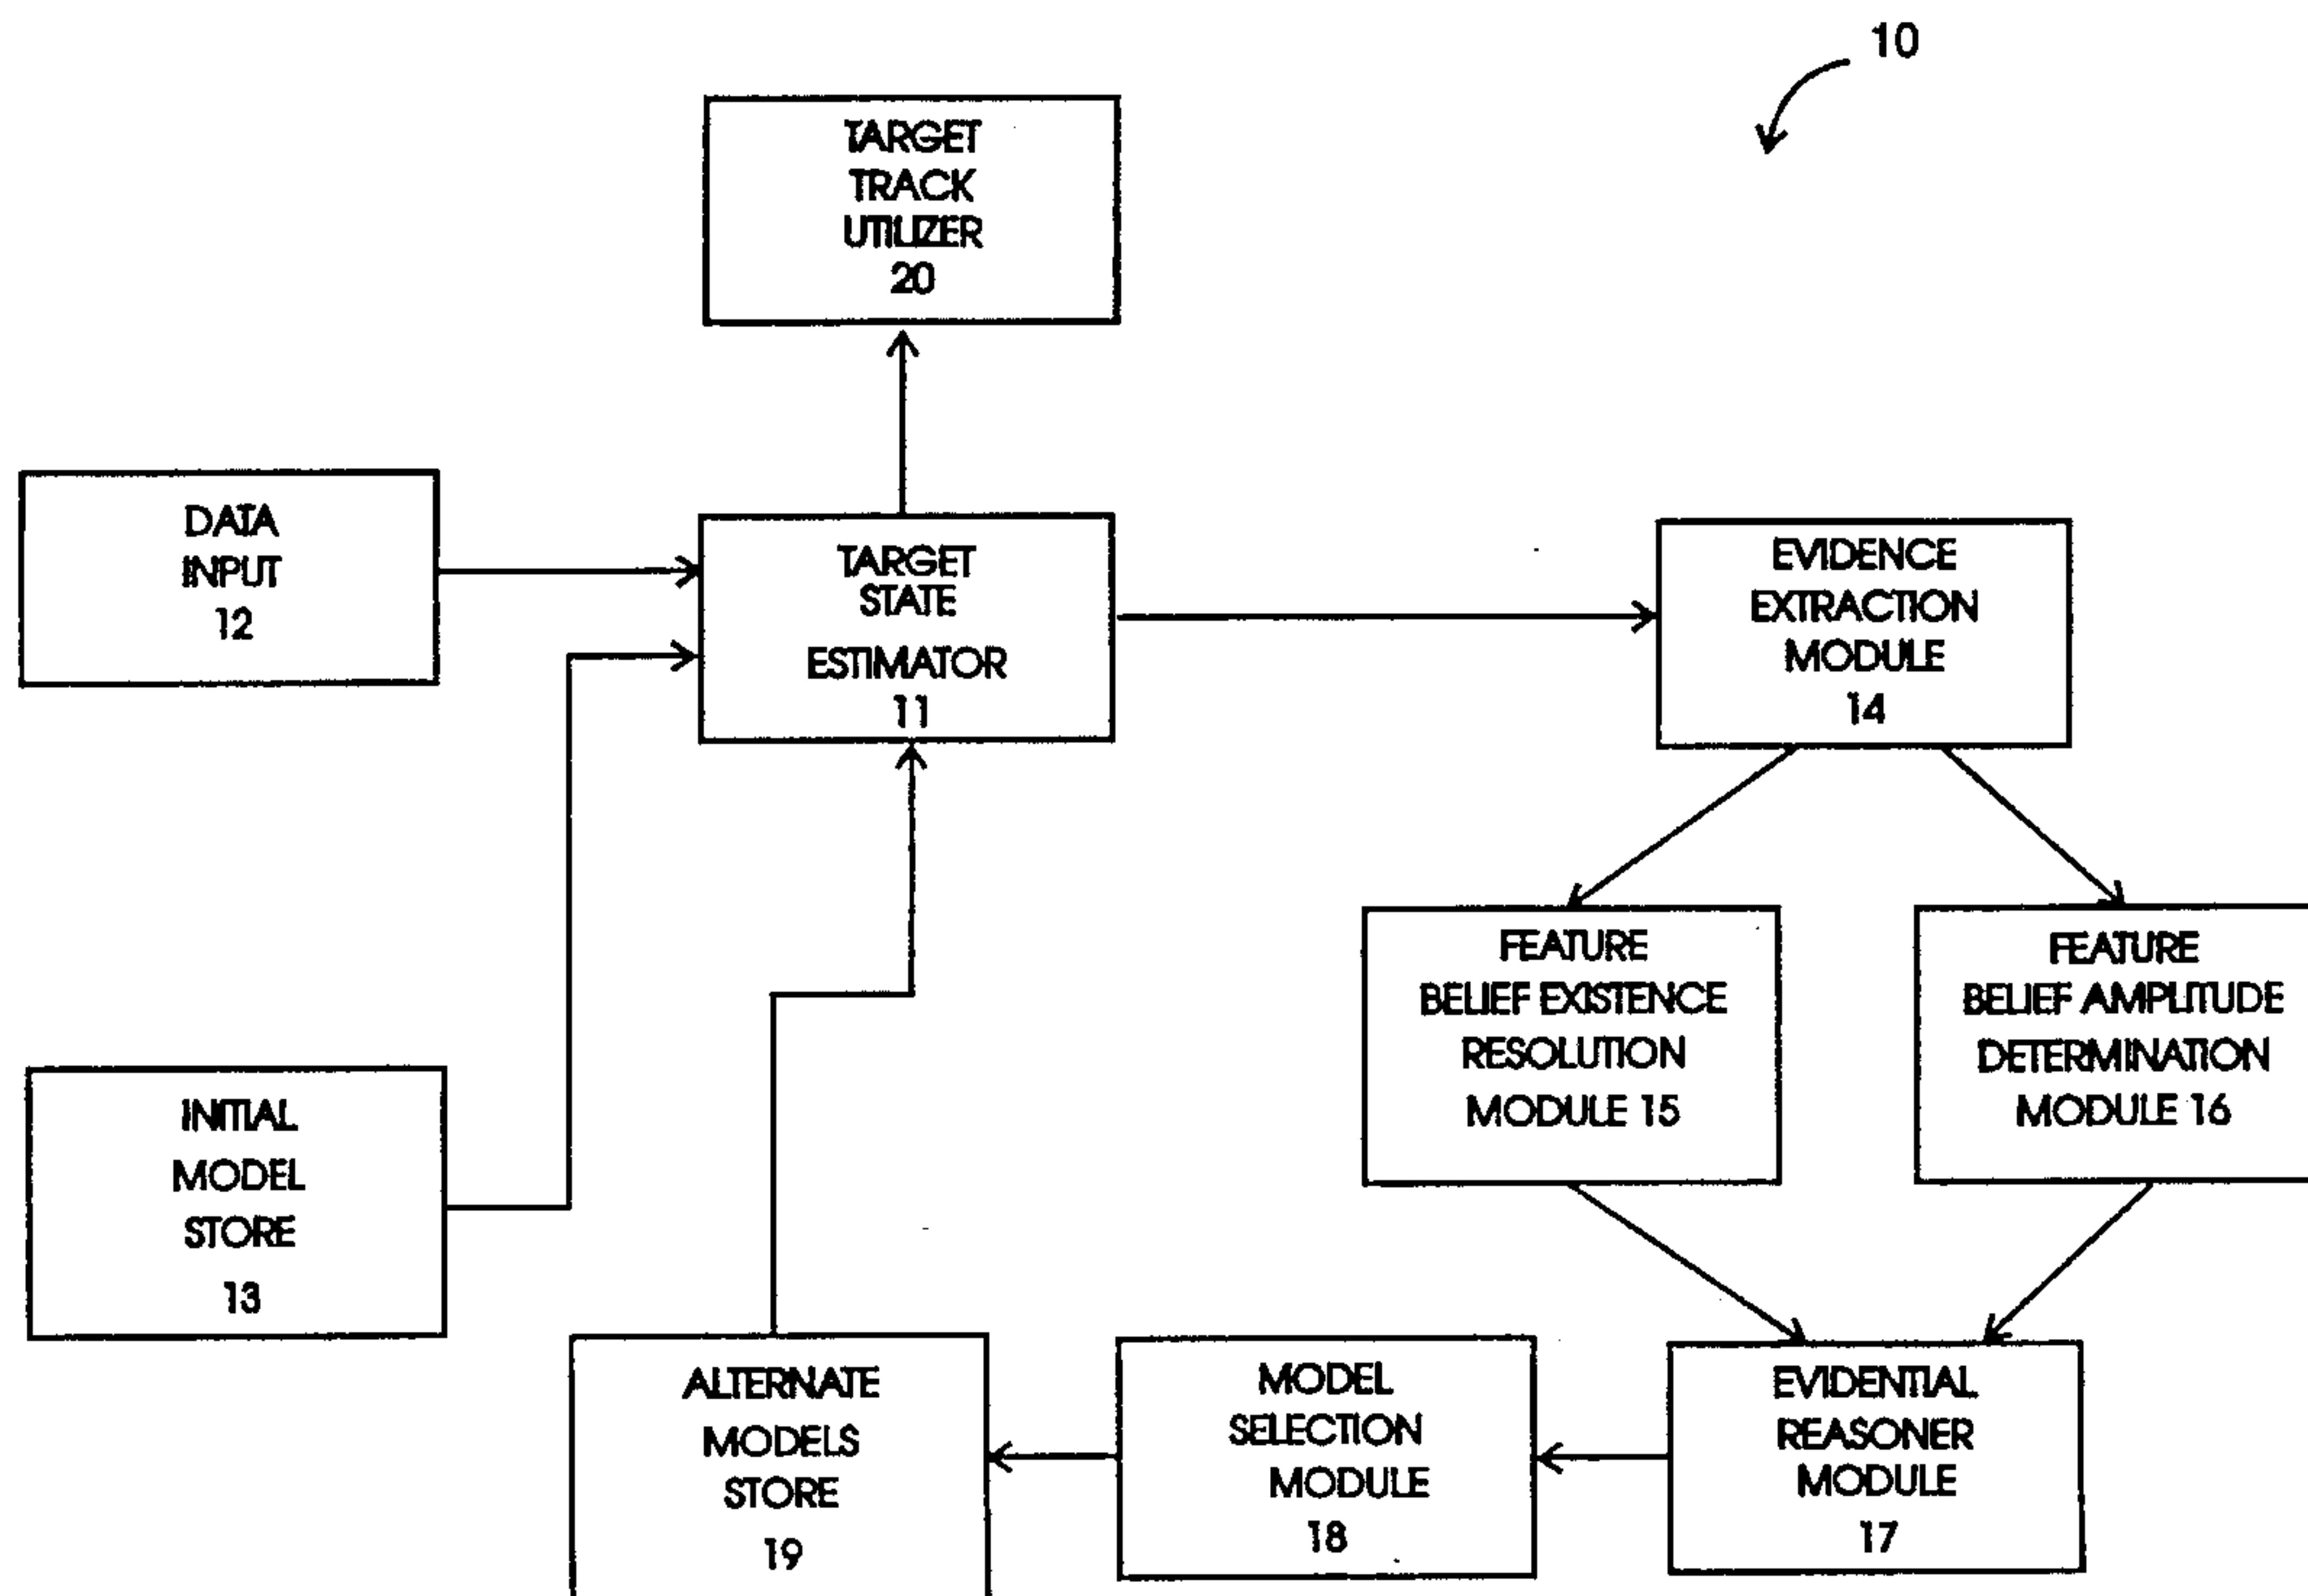 10
TARGET
TRACK
UTILIZER
20
DATA
INPUT
12
TARGET
STATE
ESTIMATOR
11
EVIDENCE
EXTRACTION
MODULE
14
FEATURE
BELIEF EXISTENCE
RESOLUTION
MODULE 15
FEATURE
BELIEF AMPLITUDE
DETERMINATION
MODULE 16
INITIAL
MODEL
STORE
13
ALTERNATE
MODELS
STORE
19
MODEL
SELECTION
MODULE
18
EVIDENTIAL
REASONER
MODULE
17